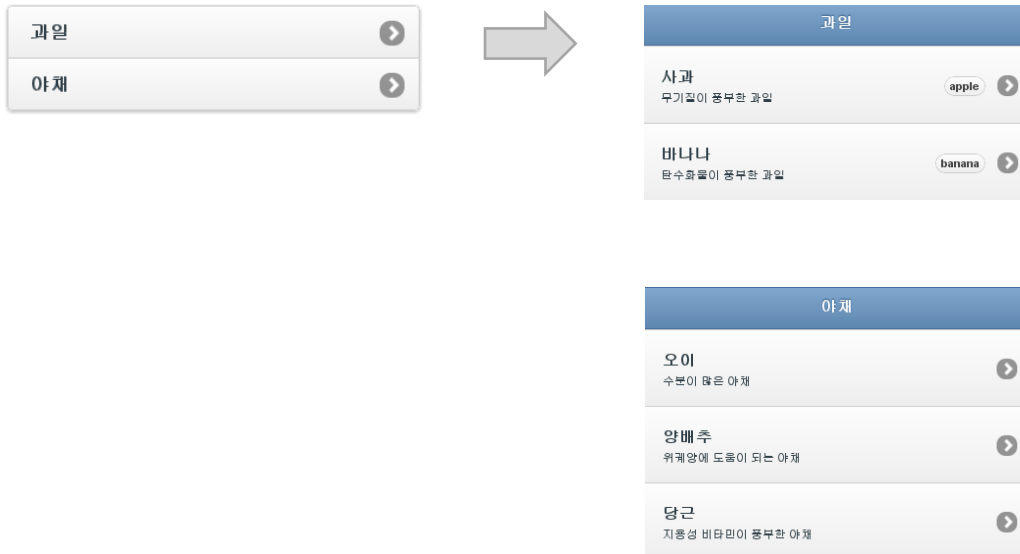 과일
야채
과일
사과
apple
무기질이 풍부한 과일
바나나
banana
탄수화물이 풍부한 과일
야채
오이
수분이 많은 야채
양배추
위궤양에 도움이 되는 야채
당근
지용성 비타민이 풍부한 야채